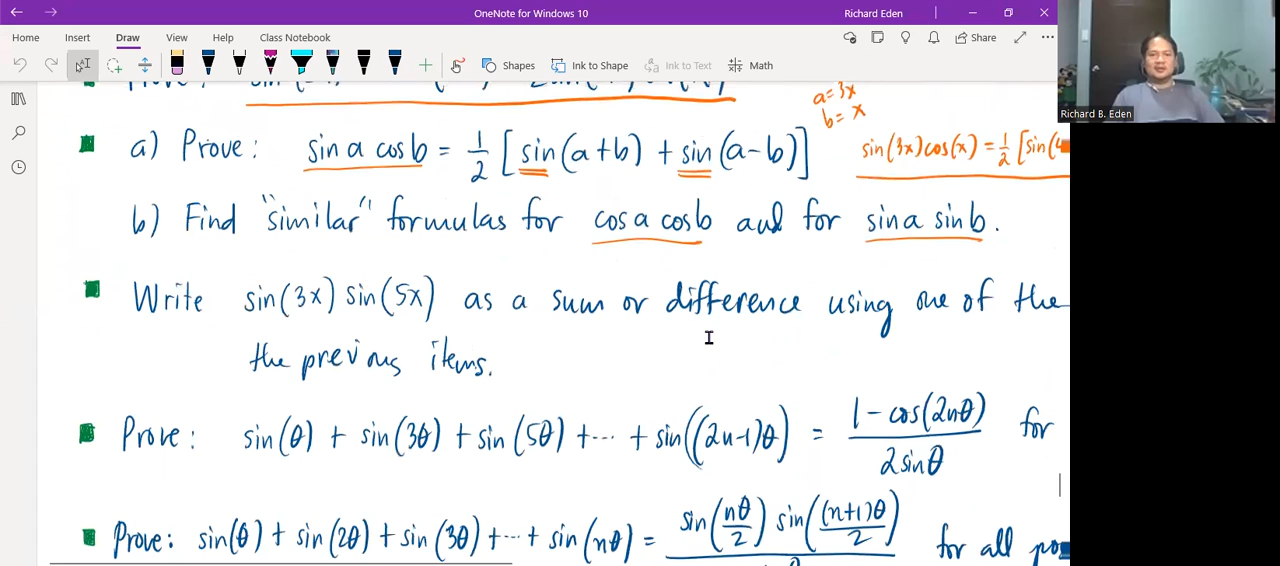 OneNote for Windows 10
Richard Eden
Home Insert Draw View Help Class Notebook
Share
Shapes Ink to Shape Ink to Text Math
Richard B. Eden
a=3x
b=x
a) Prove: sin a cos b = 1/2 [sin(a+b) + sin(a-b)]
sin(3x)cos(x) = 1/2 [sin(4
b) Find "similar" formulas for cos a cos b and for sin a sin b.
Write sin(3x) sin(5x) as a sum or difference using one of the
the previous items.
Prove: sin(θ) + sin(3θ) + sin(5θ) + ... + sin((2n-1)θ) = (1 - cos(2nθ)) / (2 sin θ) for
Prove: sin(θ) + sin(2θ) + sin(3θ) + ... + sin(nθ) = sin(nθ/2) sin((n+1)θ/2) for all